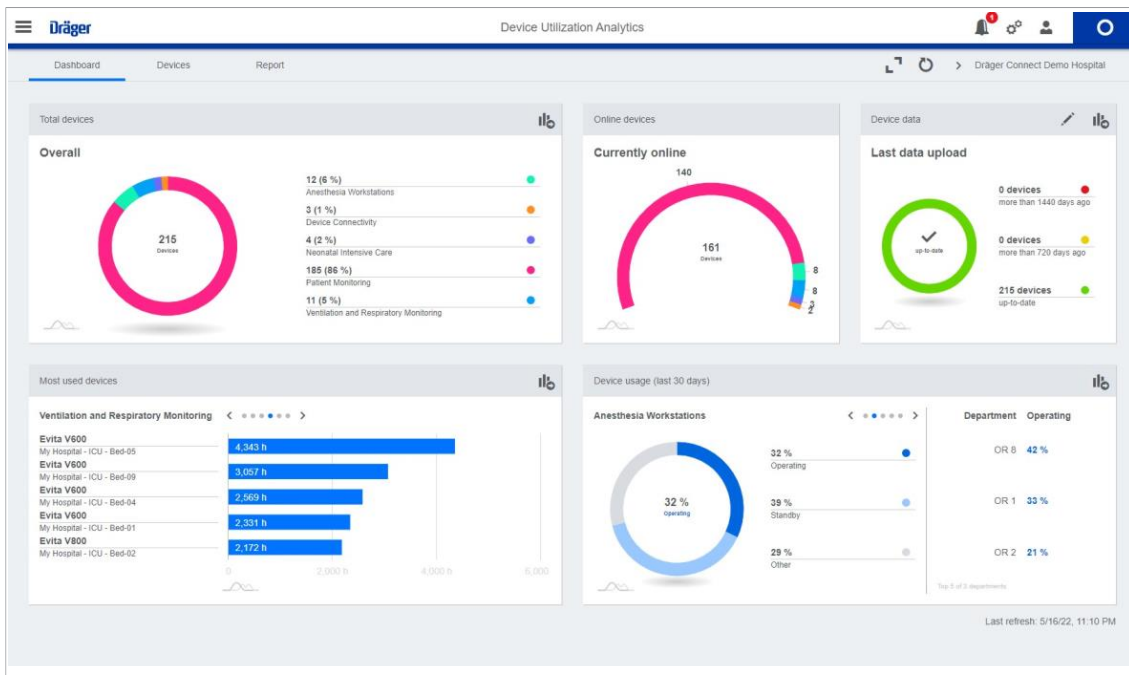 Dräger
Device Utilization Analytics
1
Dashboard
Devices
Report
Dräger Connect Demo Hospital
Total devices
Overall
215
Devices
12 (6 %)
Anesthesia Workstations
3 (1 %)
Device Connectivity
4 (2 %)
Neonatal Intensive Care
185 (86 %)
Patient Monitoring
11 (5 %)
Ventilation and Respiratory Monitoring
Online devices
Currently online
140
161
Devices
8
8
3
2
Device data
Last data upload
up-to-date
0 devices
more than 1440 days ago
0 devices
more than 720 days ago
215 devices
up-to-date
Most used devices
Ventilation and Respiratory Monitoring
Evita V600
My Hospital - ICU - Bed-05
4,343 h
Evita V600
My Hospital - ICU - Bed-09
3,057 h
Evita V600
My Hospital - ICU - Bed-04
2,569 h
Evita V600
My Hospital - ICU - Bed-01
2,331 h
Evita V800
My Hospital - ICU - Bed-02
2,172 h
0 2,000 h 4,000 h 5,000
Device usage (last 30 days)
Anesthesia Workstations
32 %
Operating
32 %
Operating
39 %
Standby
29 %
Other
Department Operating
OR 8 42 %
OR 1 33 %
OR 2 21 %
Top 5 of 3 departments
Last refresh: 5/16/22, 11:10 PM